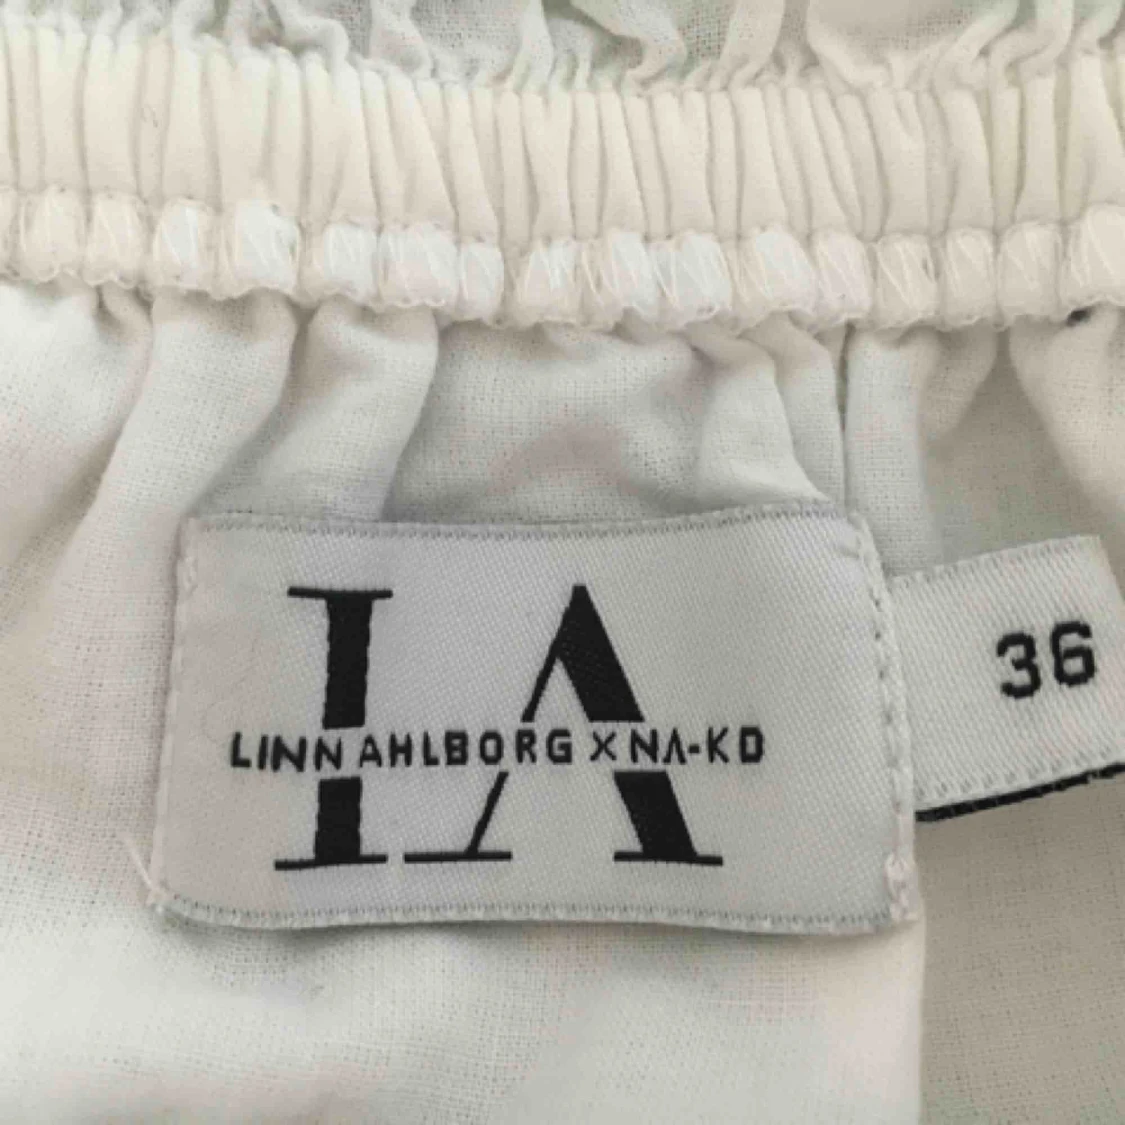 LA
LINN AHLBORG X NA-KD
36